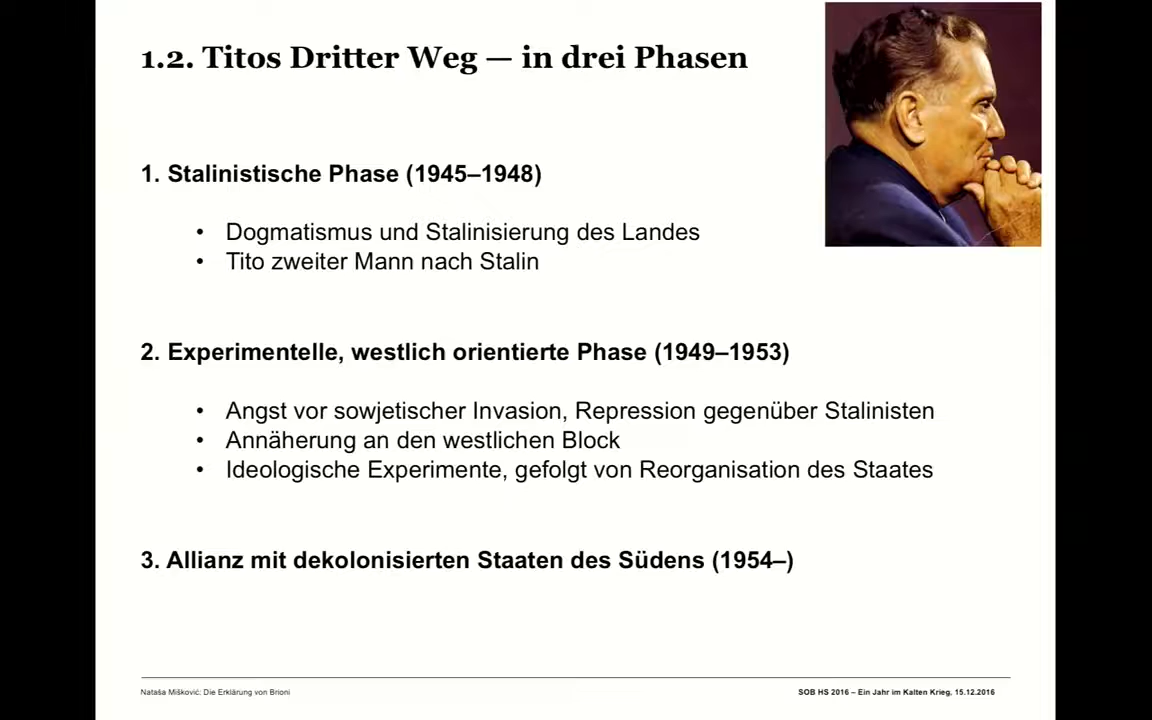 1.2. Titos Dritter Weg — in drei Phasen
1. Stalinistische Phase (1945–1948)
• Dogmatismus und Stalinisierung des Landes
• Tito zweiter Mann nach Stalin
2. Experimentelle, westlich orientierte Phase (1949–1953)
• Angst vor sowjetischer Invasion, Repression gegenüber Stalinisten
• Annäherung an den westlichen Block
• Ideologische Experimente, gefolgt von Reorganisation des Staates
3. Allianz mit dekolonisierten Staaten des Südens (1954–)
Nataša Mišković: Die Erklärung von Brioni
SOB HS 2016 – Ein Jahr im Kalten Krieg, 15.12.2016